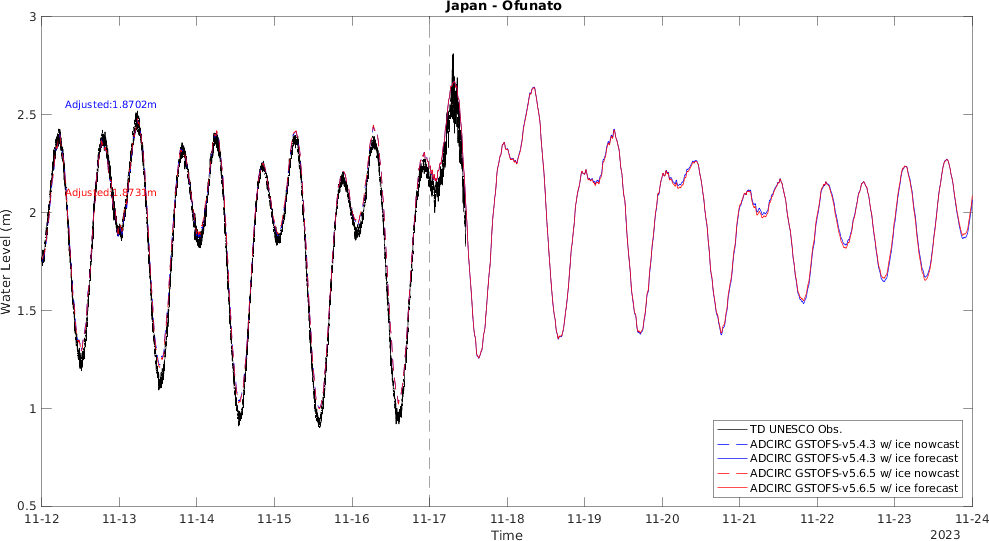 Japan - Ofunato
3
2.5
2
1.5
1
0.5
Water Level (m)
Adjusted:1.8702m
Adjusted:1.8731m
TD UNESCO Obs.
ADCIRC GSTOFS-v5.4.3 w/ ice nowcast
ADCIRC GSTOFS-v5.4.3 w/ ice forecast
ADCIRC GSTOFS-v5.6.5 w/ ice nowcast
ADCIRC GSTOFS-v5.6.5 w/ ice forecast
11-12 11-13 11-14 11-15 11-16 11-17 11-18 11-19 11-20 11-21 11-22 11-23 11-24
Time
2023